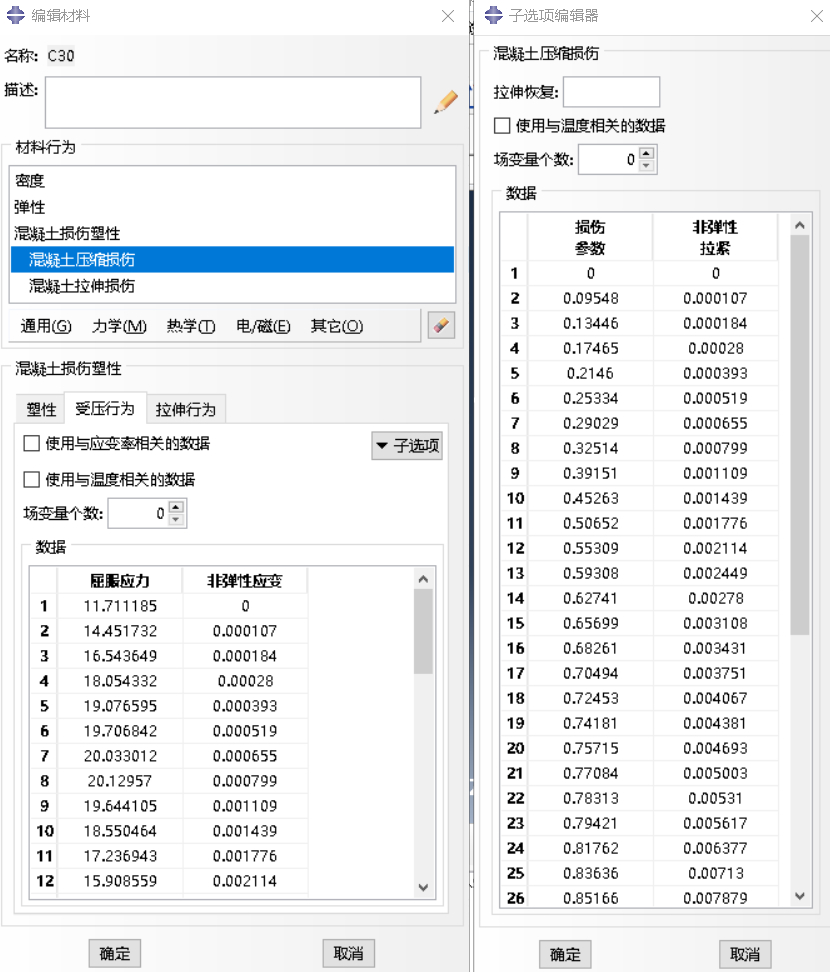 编辑材料
名称: C30
描述:
材料行为
密度
弹性
混凝土损伤塑性
混凝土压缩损伤
混凝土拉伸损伤
通用(G) 力学(M) 热学(T) 电/磁(E) 其它(O)
混凝土损伤塑性
塑性 受压行为 拉伸行为
使用与应变率相关的数据
子选项
使用与温度相关的数据
场变量个数: 0
数据
屈服应力 非弹性应变
1 11.711185 0
2 14.451732 0.000107
3 16.543649 0.000184
4 18.054332 0.00028
5 19.076595 0.000393
6 19.706842 0.000519
7 20.033012 0.000655
8 20.12957 0.000799
9 19.644105 0.001109
10 18.550464 0.001439
11 17.236943 0.001776
12 15.908559 0.002114
确定 取消
子选项编辑器
混凝土压缩损伤
拉伸恢复:
使用与温度相关的数据
场变量个数: 0
数据
损伤 非弹性
参数 拉紧
1 0 0
2 0.09548 0.000107
3 0.13446 0.000184
4 0.17465 0.00028
5 0.2146 0.000393
6 0.25334 0.000519
7 0.29029 0.000655
8 0.32514 0.000799
9 0.39151 0.001109
10 0.45263 0.001439
11 0.50652 0.001776
12 0.55309 0.002114
13 0.59308 0.002449
14 0.62741 0.00278
15 0.65699 0.003108
16 0.68261 0.003431
17 0.70494 0.003751
18 0.72453 0.004067
19 0.74181 0.004381
20 0.75715 0.004693
21 0.77084 0.005003
22 0.78313 0.00531
23 0.79421 0.005617
24 0.81762 0.006377
25 0.83636 0.00713
26 0.85166 0.007879
确定 取消